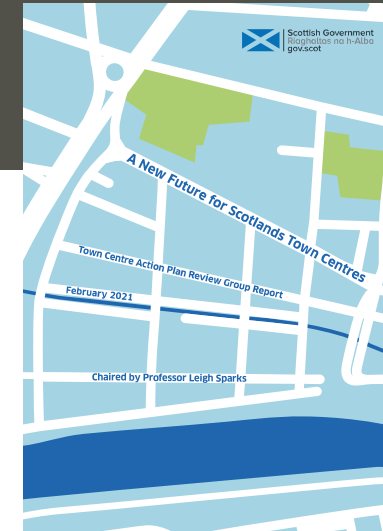 Scottish Government
Riaghaltas na h-Alba
gov.scot
A New Future for Scotlands Town Centres
Town Centre Action Plan Review Group Report
February 2021
Chaired by Professor Leigh Sparks